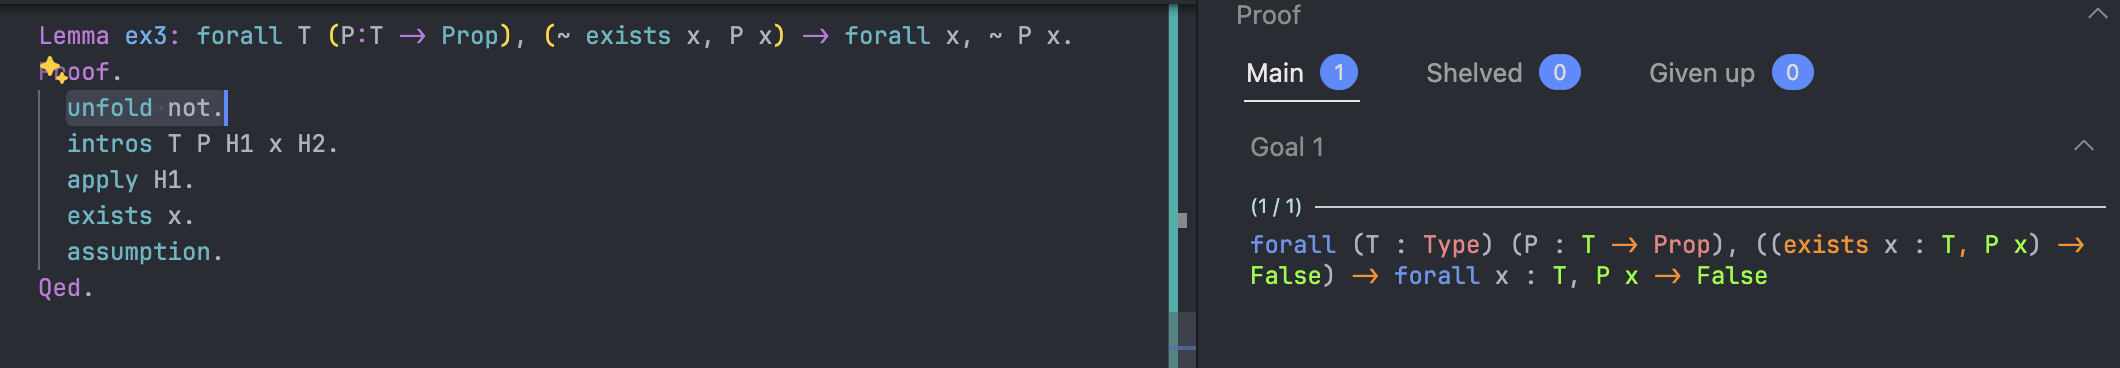 Lemma ex3: forall T (P:T -> Prop), (~ exists x, P x) -> forall x, ~ P x.
Proof.
unfold not.
intros T P H1 x H2.
apply H1.
exists x.
assumption.
Qed.
Proof
Main 1 Shelved 0 Given up 0
Goal 1
(1 / 1)
forall (T : Type) (P : T -> Prop), ((exists x : T, P x) ->
False) -> forall x : T, P x -> False